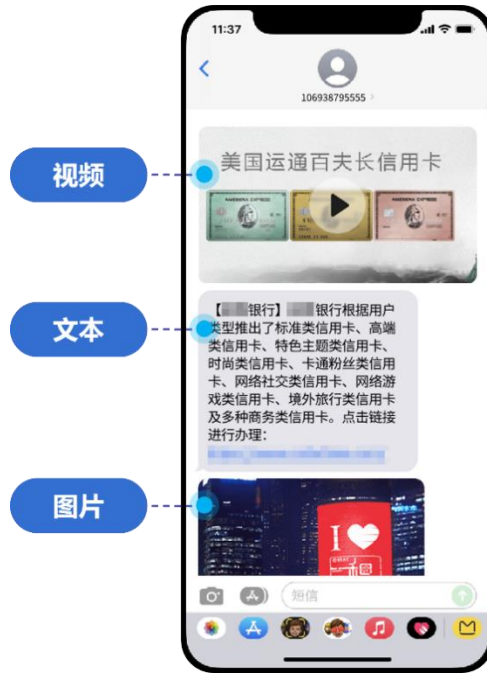 11:37
106938795555
视频
美国运通百夫长信用卡
文本
【银行】银行根据用户
类型推出了标准类信用卡、高端
类信用卡、特色主题类信用卡、
时尚类信用卡、卡通粉丝类信用
卡、网络社交类信用卡、网络游
戏类信用卡、境外旅行类信用卡
及多种商务类信用卡。点击链接
进行办理：
图片
I
短信